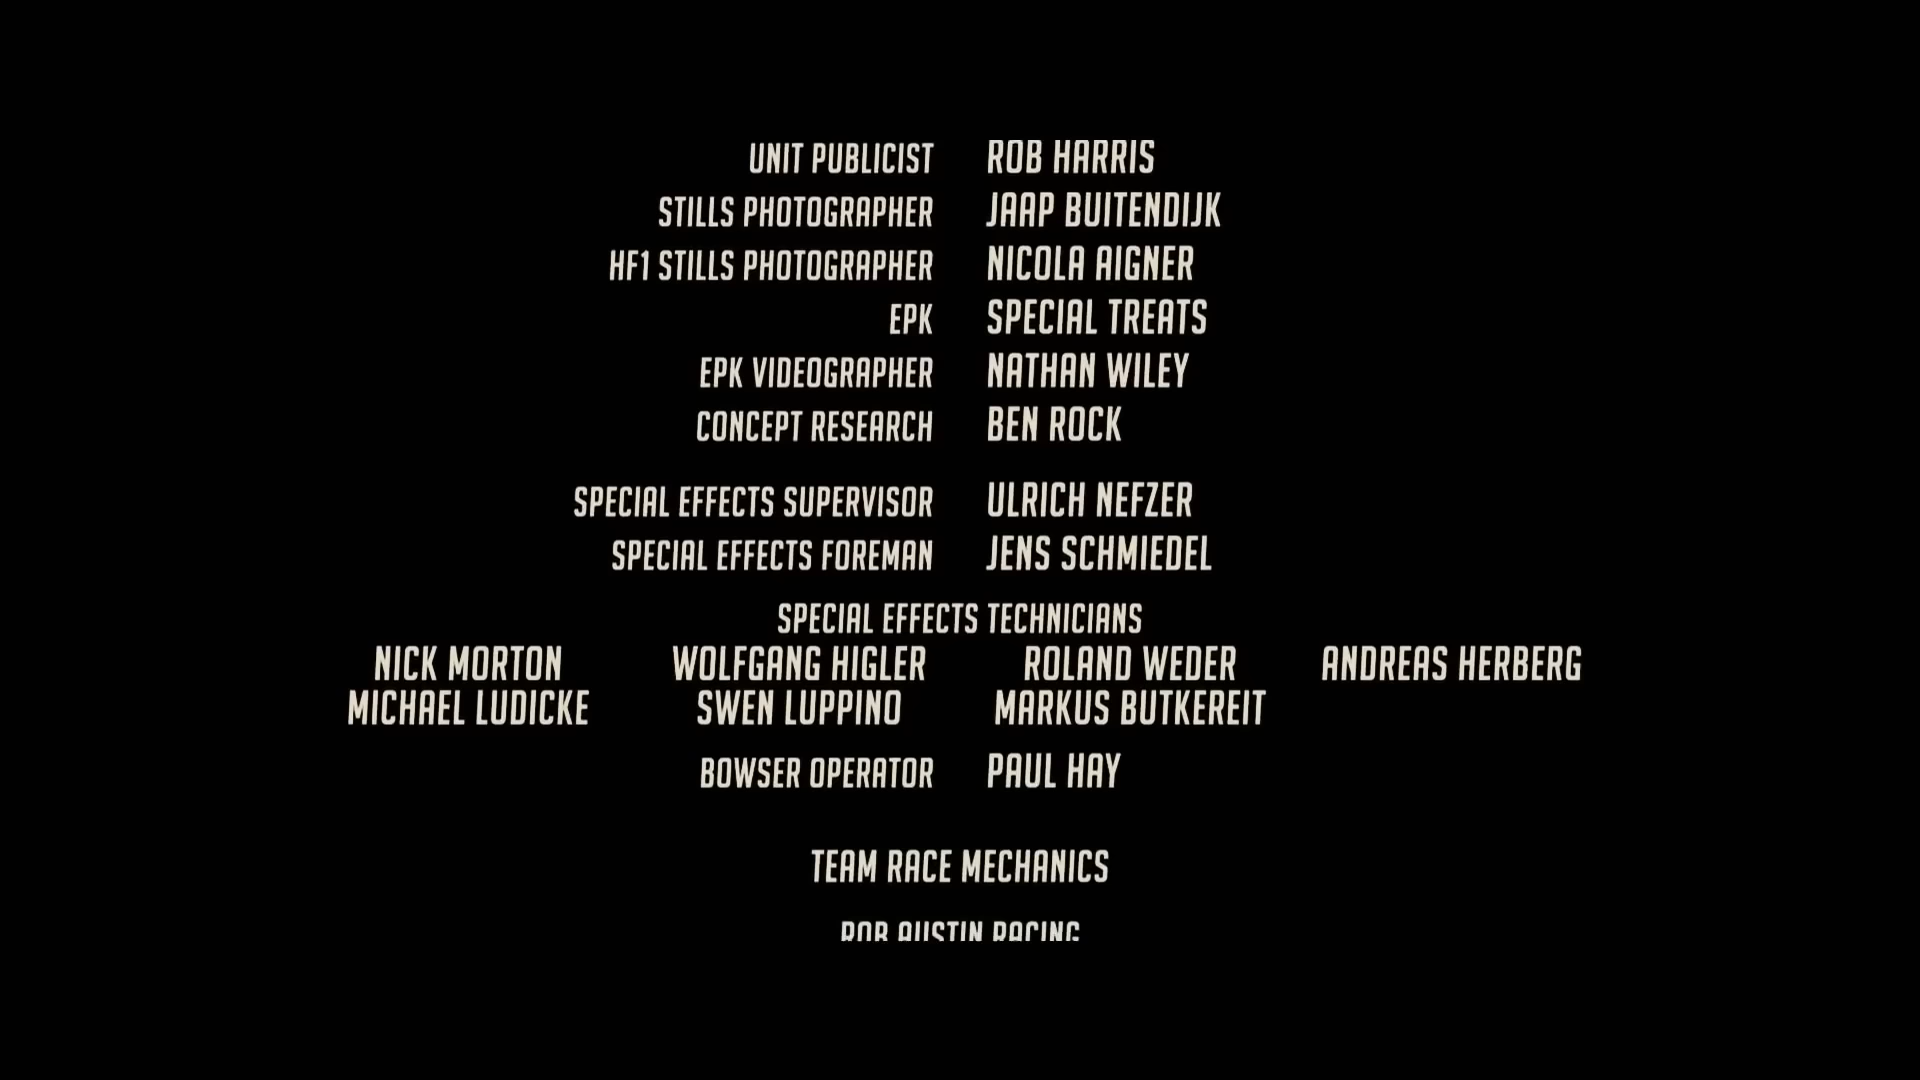 UNIT PUBLICIST ROB HARRIS
STILLS PHOTOGRAPHER JAAP BUITENDIJK
HF1 STILLS PHOTOGRAPHER NICOLA AIGNER
EPK SPECIAL TREATS
EPK VIDEOGRAPHER NATHAN WILEY
CONCEPT RESEARCH BEN ROCK
SPECIAL EFFECTS SUPERVISOR ULRICH NEFZER
SPECIAL EFFECTS FOREMAN JENS SCHMIEDEL
SPECIAL EFFECTS TECHNICIANS
NICK MORTON WOLFGANG HIGLER ROLAND WEDER ANDREAS HERBERG
MICHAEL LUDICKE SWEN LUPPINO MARKUS BUTKEREIT
BOWSER OPERATOR PAUL HAY
TEAM RACE MECHANICS
ROB AUSTIN RACING